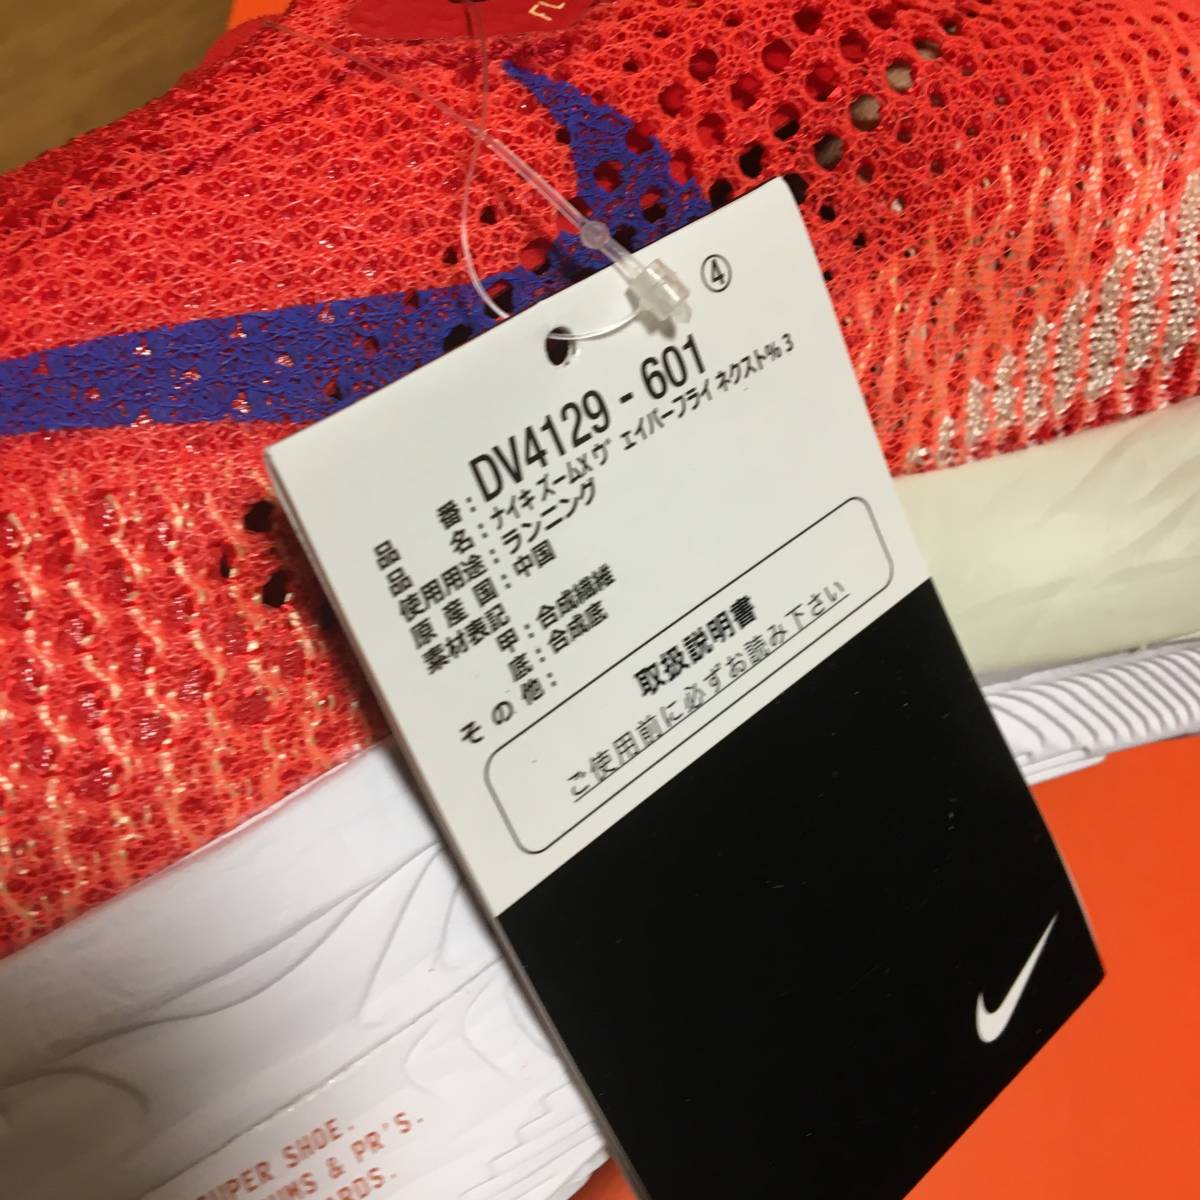 FL
④
品番：DV4129 - 601
品名：ナイキ ズームX ヴェイパーフライ ネクスト% 3
使用用途：ランニング
原産国：中国
素材表記 甲：合成繊維
底：合成底
その他：
取扱説明書
ご使用前に必ずお読み下さい
SUPER SHOE.
& PR'S.